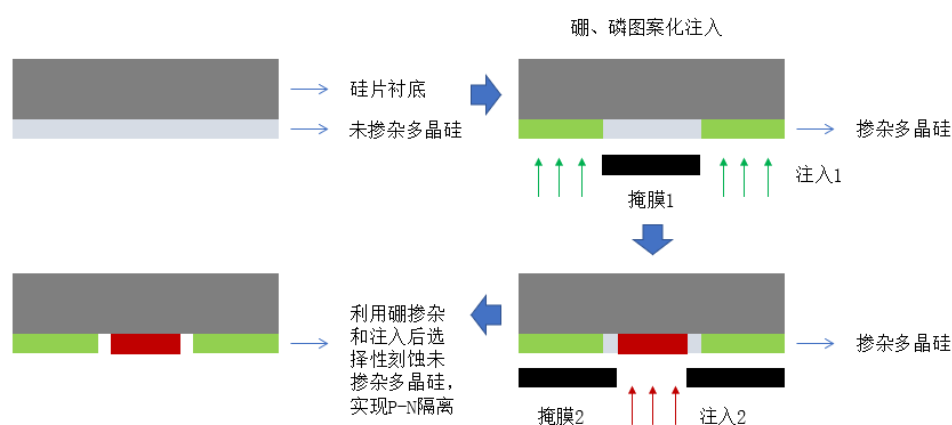 硼、磷图案化注入
硅片衬底
未掺杂多晶硅
掺杂多晶硅
注入1
掩膜1
利用硼掺杂
和注入后选
择性刻蚀未
掺杂多晶硅，
实现P-N隔离
掺杂多晶硅
掩膜2
注入2